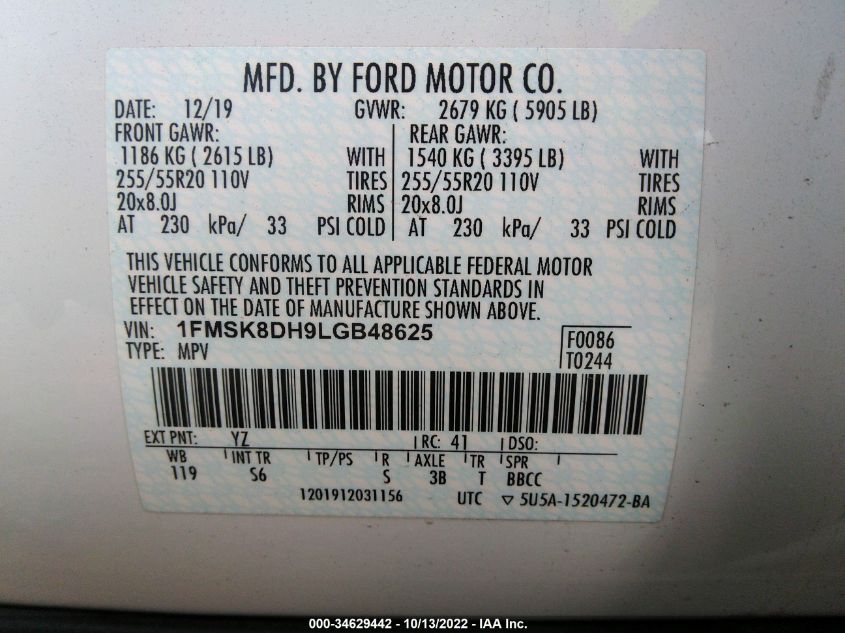 MFD. BY FORD MOTOR CO.
DATE: 12/19 GVWR: 2679 KG ( 5905 LB)
FRONT GAWR: REAR GAWR:
1186 KG ( 2615 LB) WITH 1540 KG ( 3395 LB) WITH
255/55R20 110V TIRES 255/55R20 110V TIRES
20x8.0J RIMS 20x8.0J RIMS
AT 230 kPa/ 33 PSI COLD AT 230 kPa/ 33 PSI COLD
THIS VEHICLE CONFORMS TO ALL APPLICABLE FEDERAL MOTOR
VEHICLE SAFETY AND THEFT PREVENTION STANDARDS IN
EFFECT ON THE DATE OF MANUFACTURE SHOWN ABOVE.
VIN: 1FMSK8DH9LGB48625 F0086
TYPE: MPV T0244
EXT PNT: YZ RC: 41 DSO:
WB INT TR TP/PS R AXLE TR SPR
119 S6 S 3B T BBCC
1201912031156 UTC ▽ 5U5A-1520472-BA
000-34629442 - 10/13/2022 - IAA Inc.